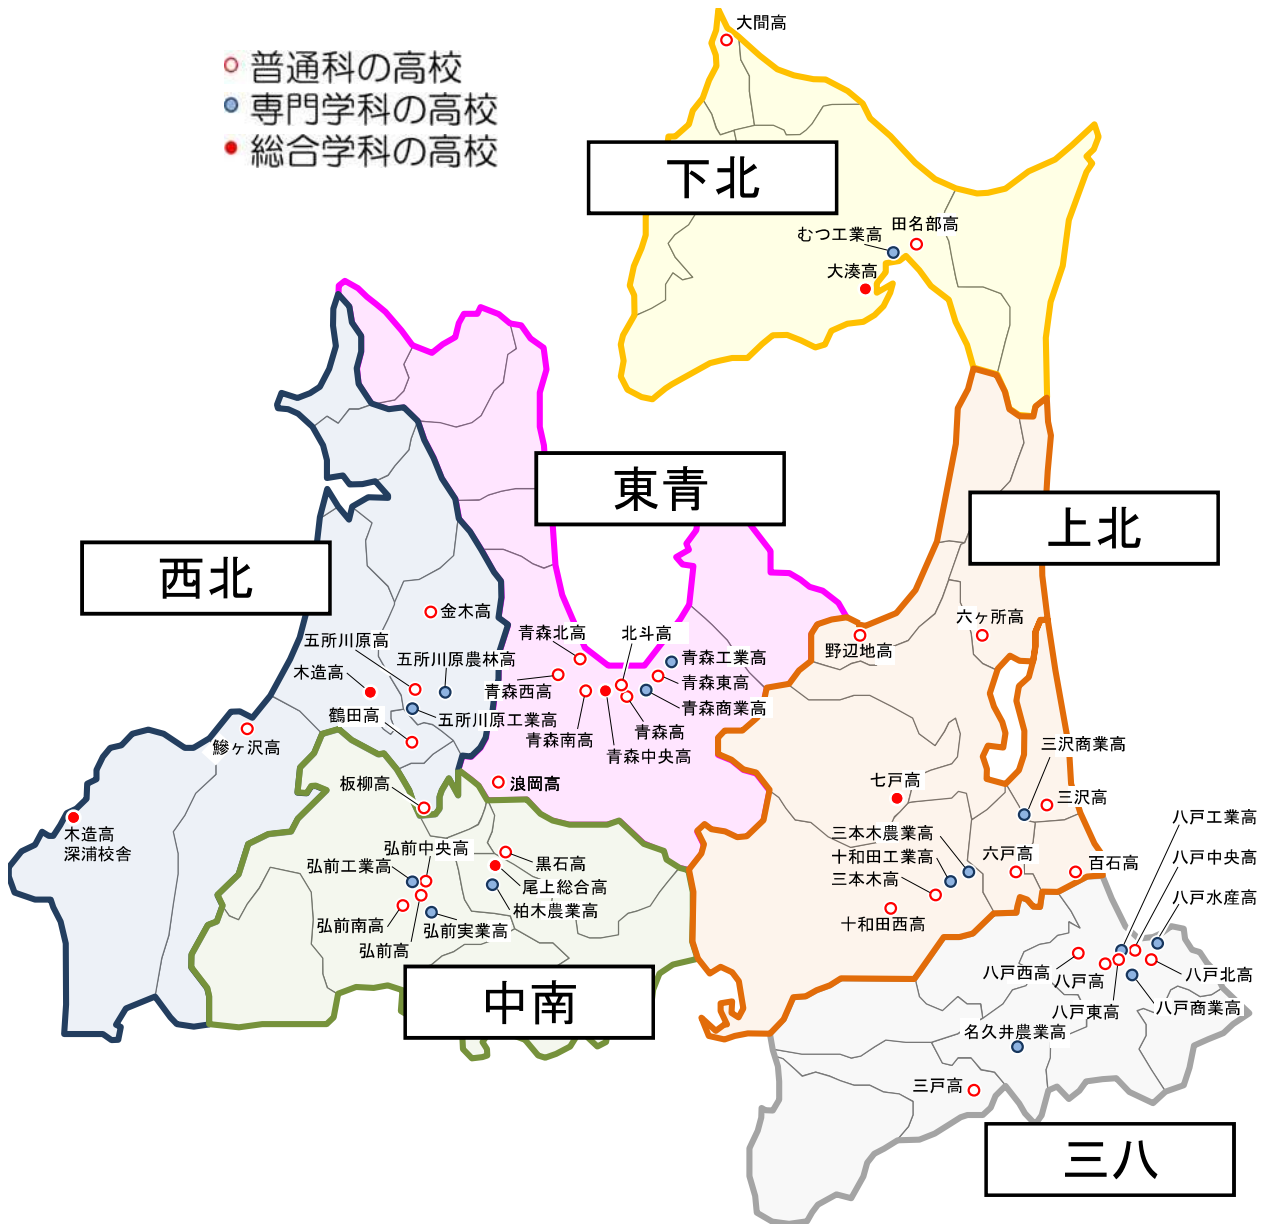 普通科の高校
専門学科の高校
総合学科の高校
大間高
下北
田名部高
むつ工業高
大湊高
東青
上北
西北
金木高
五所川原高
五所川原農林高
木造高
鶴田高
五所川原工業高
鰺ヶ沢高
木造高
深浦校舎
板柳高
青森北高
北斗高
青森工業高
青森西高
青森東高
青森商業高
青森南高
青森高
青森中央高
浪岡高
野辺地高
六ヶ所高
三沢商業高
七戸高
三沢高
三本木農業高
十和田工業高
三本木高
六戸高
百石高
十和田西高
八戸工業高
八戸中央高
八戸水産高
弘前中央高
弘前工業高
黒石高
尾上総合高
柏木農業高
弘前南高
弘前実業高
弘前高
中南
八戸西高
八戸高
八戸北高
八戸東高
八戸商業高
名久井農業高
三戸高
三八